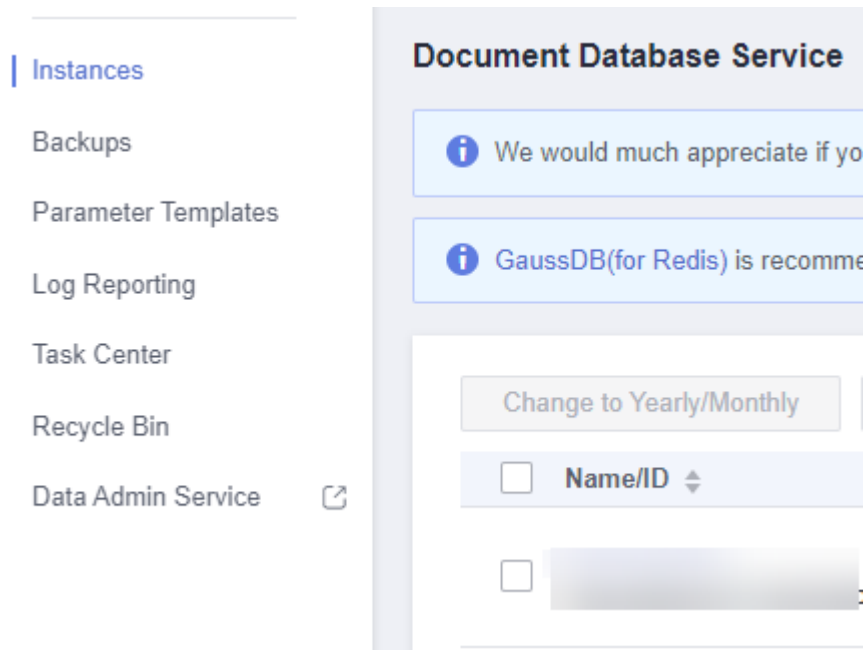 Instances
Backups
Parameter Templates
Log Reporting
Task Center
Recycle Bin
Data Admin Service
Document Database Service
We would much appreciate if yo
GaussDB(for Redis) is recomme
Change to Yearly/Monthly
Name/ID